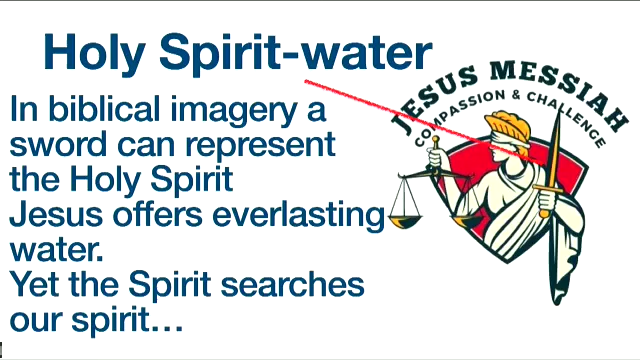 Holy Spirit-water
In biblical imagery a
sword can represent
the Holy Spirit
Jesus offers everlasting
water.
Yet the Spirit searches
our spirit…
JESUS MESSIAH
COMPASSION & CHALLENGE